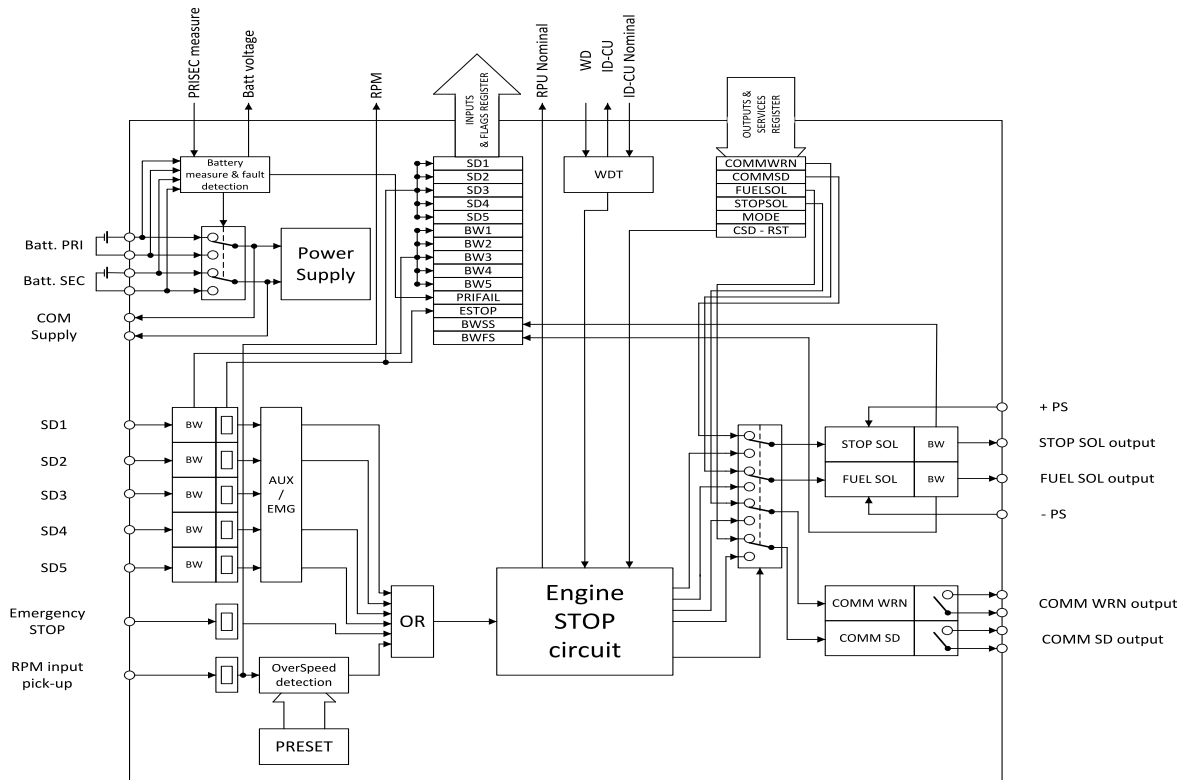 PRISEC measure
Batt voltage
RPM
INPUTS
& FLAGS REGISTER
RPU Nominal
WD
ID-CU
ID-CU Nominal
OUTPUTS &
SERVICES
REGISTER
Battery
measure & fault
detection
SD1
SD2
SD3
SD4
SD5
BW1
BW2
BW3
BW4
BW5
PRIFAIL
ESTOP
BWSS
BWFS
WDT
COMMWRN
COMMSD
FUELSOL
STOPSOL
MODE
CSD - RST
Batt. PRI
Batt. SEC
COM
Supply
Power
Supply
SD1
SD2
SD3
SD4
SD5
BW
BW
BW
BW
BW
AUX
/
EMG
Emergency
STOP
RPM input
pick-up
OverSpeed
detection
PRESET
OR
Engine
STOP
circuit
STOP SOL
BW
FUEL SOL
BW
COMM WRN
COMM SD
+ PS
STOP SOL output
FUEL SOL output
- PS
COMM WRN output
COMM SD output